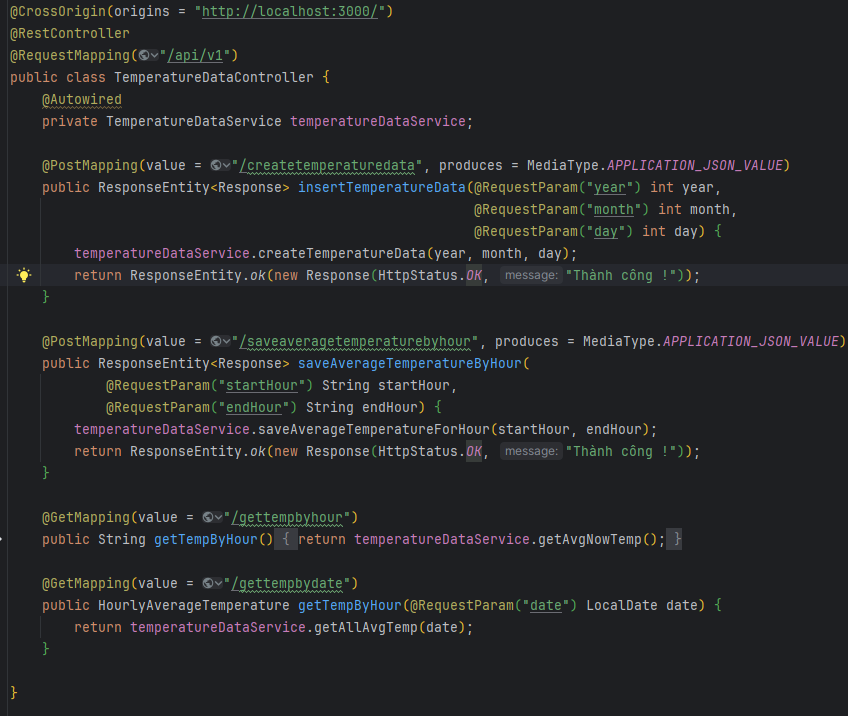 @CrossOrigin(origins = "http://localhost:3000/")
@RestController
@RequestMapping("/api/v1")
public class TemperatureDataController {
    @Autowired
    private TemperatureDataService temperatureDataService;

    @PostMapping(value = "/createtemperaturedata", produces = MediaType.APPLICATION_JSON_VALUE)
    public ResponseEntity<Response> insertTemperatureData(@RequestParam("year") int year,
                                                          @RequestParam("month") int month,
                                                          @RequestParam("day") int day) {
        temperatureDataService.createTemperatureData(year, month, day);
        return ResponseEntity.ok(new Response(HttpStatus.OK, message: "Thành công !"));
    }

    @PostMapping(value = "/saveaveragetemperaturebyhour", produces = MediaType.APPLICATION_JSON_VALUE)
    public ResponseEntity<Response> saveAverageTemperatureByHour(
            @RequestParam("startHour") String startHour,
            @RequestParam("endHour") String endHour) {
        temperatureDataService.saveAverageTemperatureForHour(startHour, endHour);
        return ResponseEntity.ok(new Response(HttpStatus.OK, message: "Thành công !"));
    }

    @GetMapping(value = "/gettempbyhour")
    public String getTempByHour() { return temperatureDataService.getAvgNowTemp(); }

    @GetMapping(value = "/gettempbydate")
    public HourlyAverageTemperature getTempByHour(@RequestParam("date") LocalDate date) {
        return temperatureDataService.getAllAvgTemp(date);
    }

}